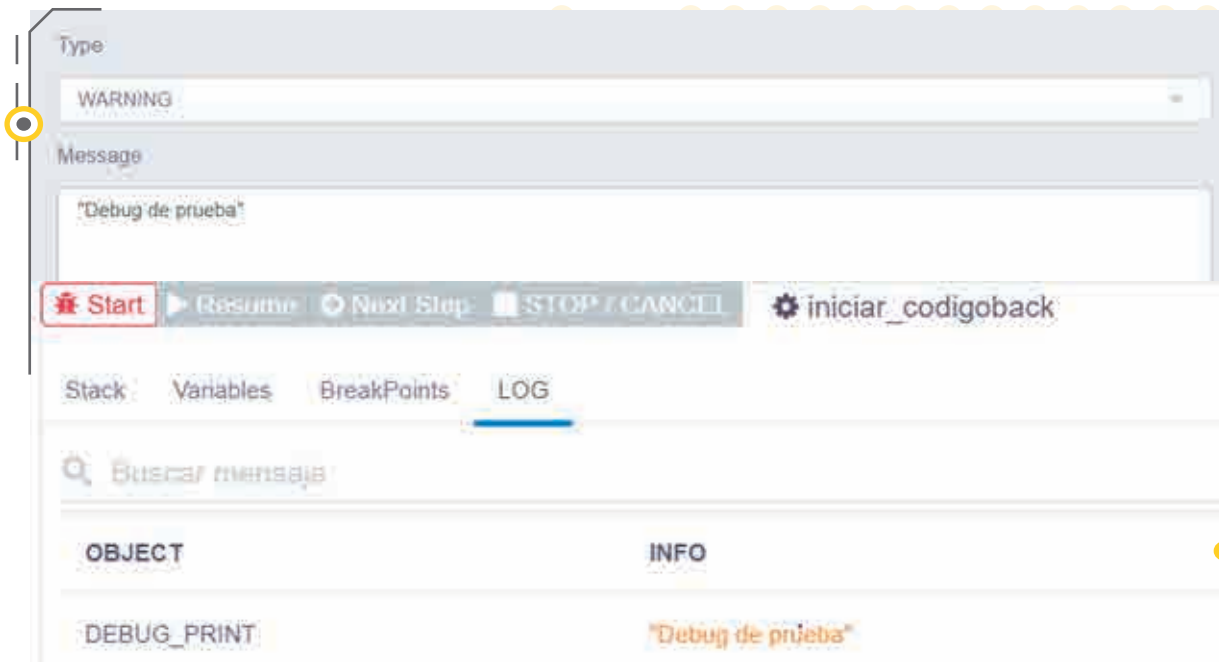 Type
WARNING
Message
"Debug de prueba"
Start Resume Next Step STOP / CANCEL iniciar_codigoback
Stack Variables BreakPoints LOG
Buscar mensaje
OBJECT INFO
DEBUG_PRINT "Debug de prueba"